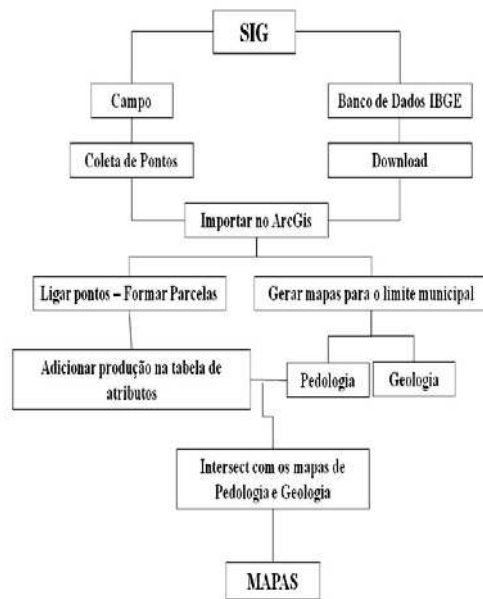 SIG
Campo
Banco de Dados IBGE
Coleta de Pontos
Download
Importar no ArcGis
Ligar pontos – Formar Parcelas
Gerar mapas para o limite municipal
Adicionar produção na tabela de
atributos
Pedologia
Geologia
Intersect com os mapas de
Pedologia e Geologia
MAPAS